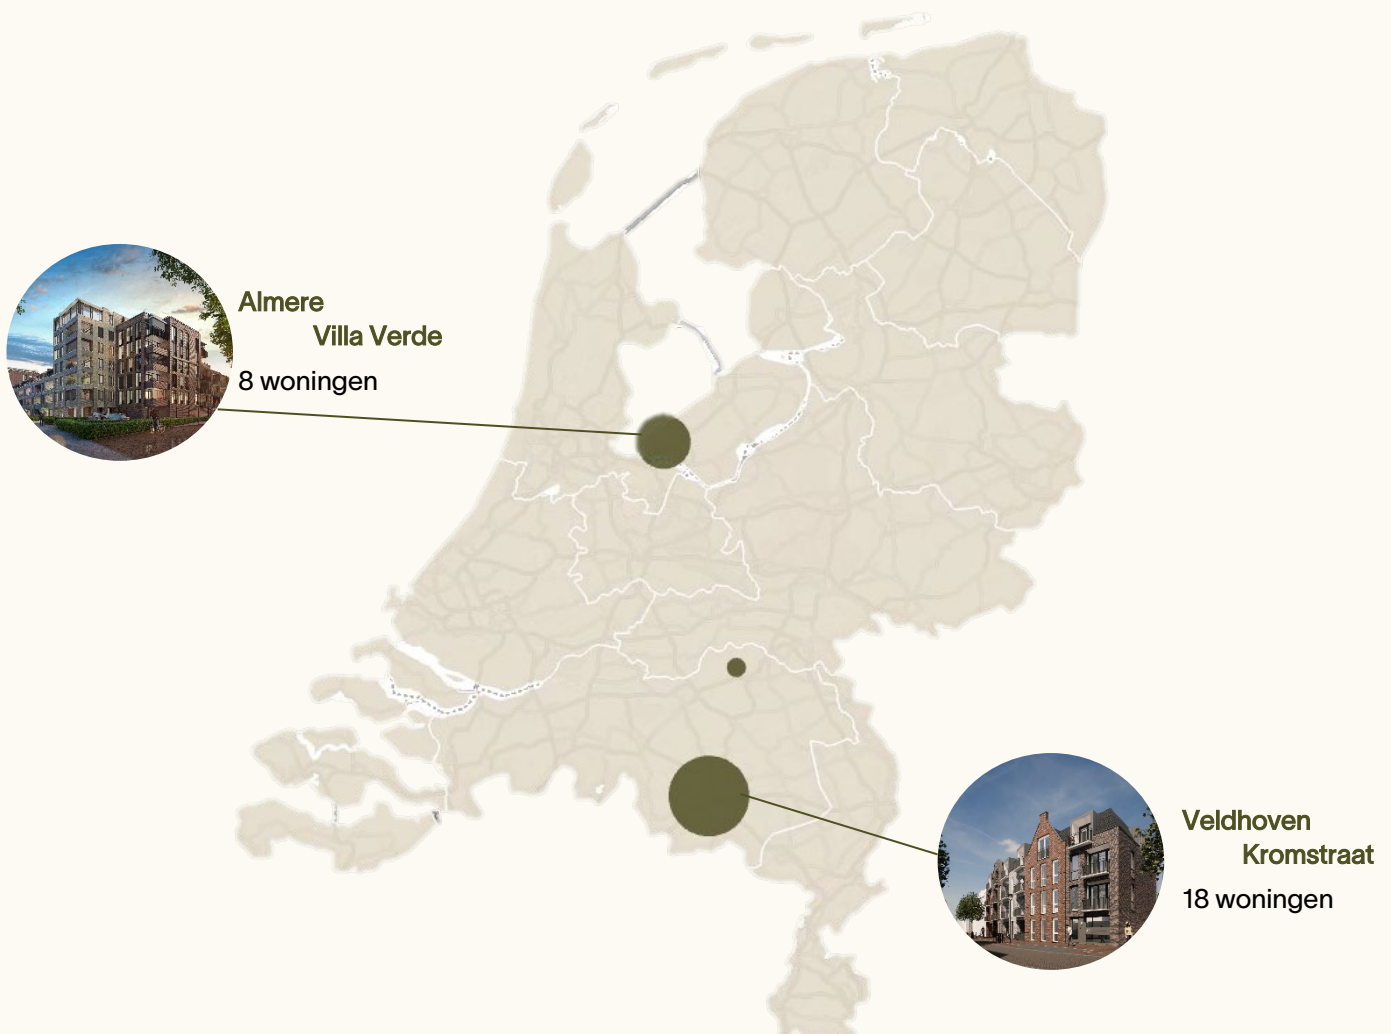 Almere
Villa Verde
8 woningen
Veldhoven
Kromstraat
18 woningen